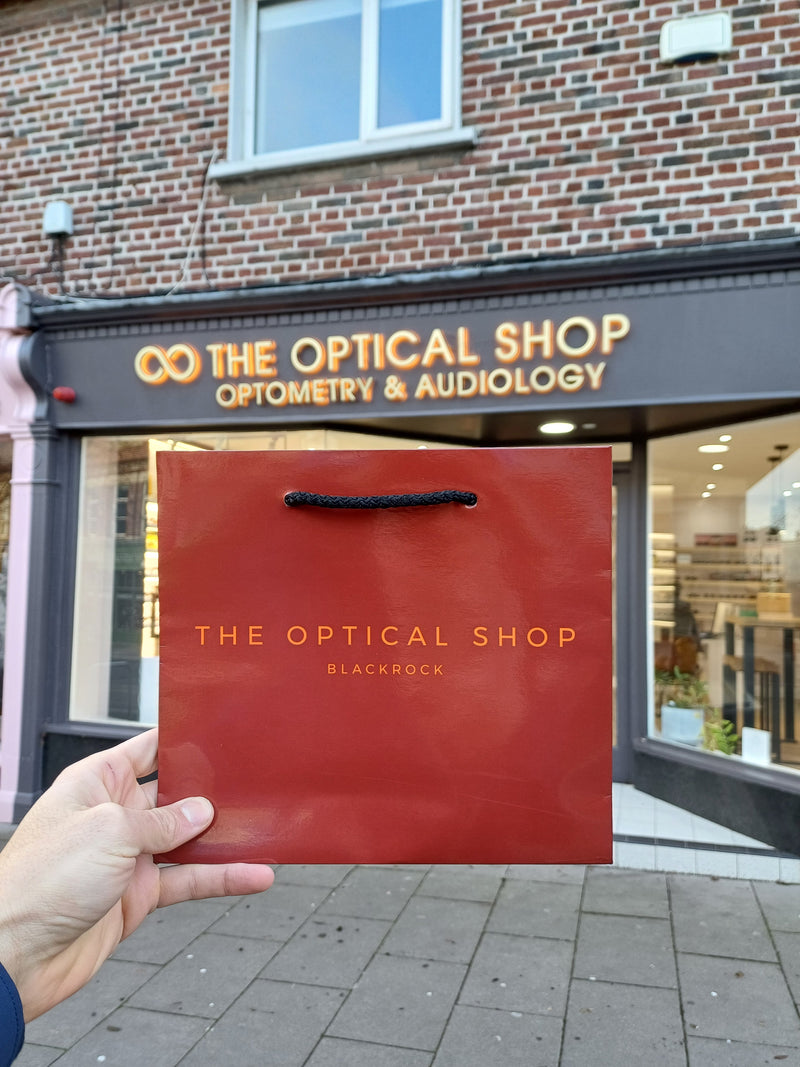 THE OPTICAL SHOP
OPTOMETRY & AUDIOLOGY
THE OPTICAL SHOP
BLACKROCK